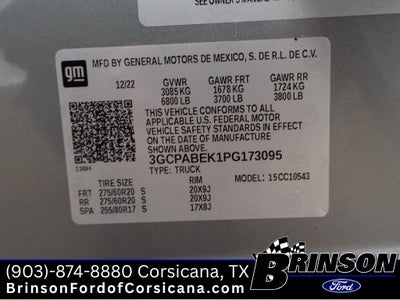 SEE OWNER'S MANUAL
gm
MFD BY GENERAL MOTORS DE MEXICO, S. DE R.L. DE C.V.
12/22 GVWR GAWR FRT GAWR RR
3085 KG 1678 KG 1724 KG
6800 LB 3700 LB 3800 LB
THIS VEHICLE CONFORMS TO ALL APPLICABLE
U.S. FEDERAL MOTOR
VEHICLE SAFETY STANDARDS IN EFFECT ON THE
DATE OF MANUFACTURE SHOWN ABOVE.
139H
3GCPABEK1PG173095
TYPE: TRUCK
TIRE SIZE RIM MODEL: 15CC10543
FRT 275/60R20 S 20X9J
RR 275/60R20 S 20X9J
SPA 255/80R17 S 17X8J
(903)-874-8880 Corsicana, TX
BrinsonFordofCorsicana.com
BRINSON
Ford